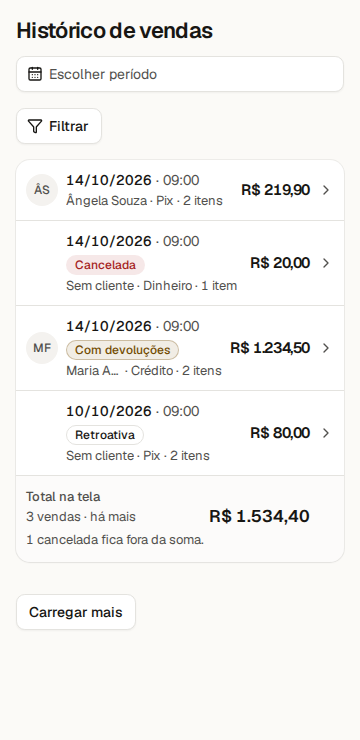 Histórico de vendas
Escolher período
Filtrar
ÂS
14/10/2026 · 09:00
Ângela Souza · Pix · 2 itens
R$ 219,90
14/10/2026 · 09:00
Cancelada
Sem cliente · Dinheiro · 1 item
R$ 20,00
MF
14/10/2026 · 09:00
Com devoluções
Maria A... · Crédito · 2 itens
R$ 1.234,50
10/10/2026 · 09:00
Retroativa
Sem cliente · Pix · 2 itens
R$ 80,00
Total na tela
3 vendas · há mais
1 cancelada fica fora da soma.
R$ 1.534,40
Carregar mais